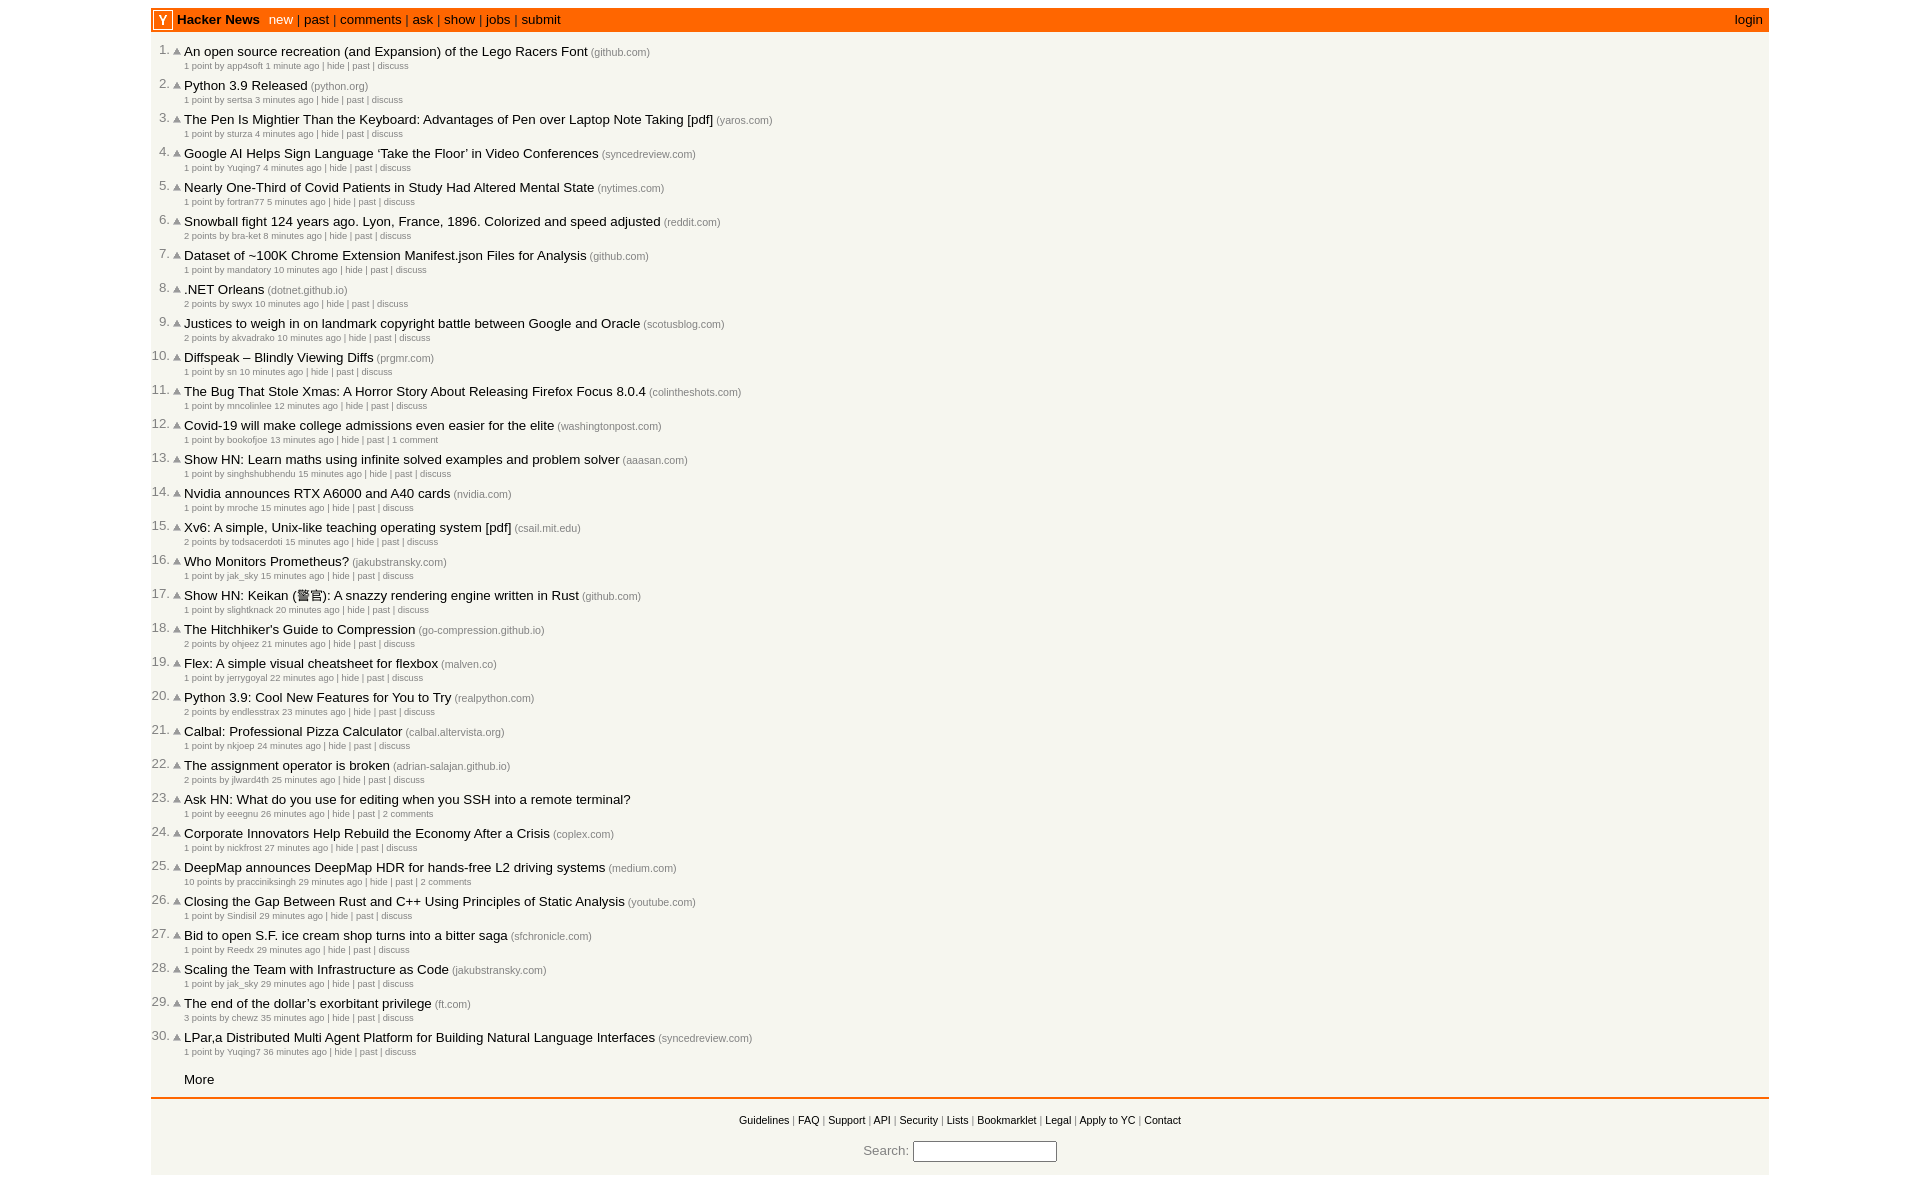 Y Hacker News new | past | comments | ask | show | jobs | submit login
1. An open source recreation (and Expansion) of the Lego Racers Font (github.com)
1 point by app4soft 1 minute ago | hide | past | discuss
2. Python 3.9 Released (python.org)
1 point by sertsa 3 minutes ago | hide | past | discuss
3. The Pen Is Mightier Than the Keyboard: Advantages of Pen over Laptop Note Taking [pdf] (yaros.com)
1 point by sturza 4 minutes ago | hide | past | discuss
4. Google AI Helps Sign Language ‘Take the Floor’ in Video Conferences (syncedreview.com)
1 point by Yuqing7 4 minutes ago | hide | past | discuss
5. Nearly One-Third of Covid Patients in Study Had Altered Mental State (nytimes.com)
1 point by fortran77 5 minutes ago | hide | past | discuss
6. Snowball fight 124 years ago. Lyon, France, 1896. Colorized and speed adjusted (reddit.com)
2 points by bra-ket 8 minutes ago | hide | past | discuss
7. Dataset of ~100K Chrome Extension Manifest.json Files for Analysis (github.com)
1 point by mandatory 10 minutes ago | hide | past | discuss
8. .NET Orleans (dotnet.github.io)
2 points by swyx 10 minutes ago | hide | past | discuss
9. Justices to weigh in on landmark copyright battle between Google and Oracle (scotusblog.com)
2 points by akvadrako 10 minutes ago | hide | past | discuss
10. Diffspeak – Blindly Viewing Diffs (prgmr.com)
1 point by sn 10 minutes ago | hide | past | discuss
11. The Bug That Stole Xmas: A Horror Story About Releasing Firefox Focus 8.0.4 (colintheshots.com)
1 point by mncolinlee 12 minutes ago | hide | past | discuss
12. Covid-19 will make college admissions even easier for the elite (washingtonpost.com)
1 point by bookofjoe 13 minutes ago | hide | past | 1 comment
13. Show HN: Learn maths using infinite solved examples and problem solver (aaasan.com)
1 point by singhshubhendu 15 minutes ago | hide | past | discuss
14. Nvidia announces RTX A6000 and A40 cards (nvidia.com)
1 point by mroche 15 minutes ago | hide | past | discuss
15. Xv6: A simple, Unix-like teaching operating system [pdf] (csail.mit.edu)
2 points by todsacerdoti 15 minutes ago | hide | past | discuss
16. Who Monitors Prometheus? (jakubstransky.com)
1 point by jak_sky 15 minutes ago | hide | past | discuss
17. Show HN: Keikan (警官): A snazzy rendering engine written in Rust (github.com)
1 point by slightknack 20 minutes ago | hide | past | discuss
18. The Hitchhiker's Guide to Compression (go-compression.github.io)
2 points by ohjeez 21 minutes ago | hide | past | discuss
19. Flex: A simple visual cheatsheet for flexbox (malven.co)
1 point by jerrygoyal 22 minutes ago | hide | past | discuss
20. Python 3.9: Cool New Features for You to Try (realpython.com)
2 points by endlesstrax 23 minutes ago | hide | past | discuss
21. Calbal: Professional Pizza Calculator (calbal.altervista.org)
1 point by nkjoep 24 minutes ago | hide | past | discuss
22. The assignment operator is broken (adrian-salajan.github.io)
2 points by jlward4th 25 minutes ago | hide | past | discuss
23. Ask HN: What do you use for editing when you SSH into a remote terminal?
1 point by eeegnu 26 minutes ago | hide | past | 2 comments
24. Corporate Innovators Help Rebuild the Economy After a Crisis (coplex.com)
1 point by nickfrost 27 minutes ago | hide | past | discuss
25. DeepMap announces DeepMap HDR for hands-free L2 driving systems (medium.com)
10 points by pracciniksingh 29 minutes ago | hide | past | 2 comments
26. Closing the Gap Between Rust and C++ Using Principles of Static Analysis (youtube.com)
1 point by Sindisil 29 minutes ago | hide | past | discuss
27. Bid to open S.F. ice cream shop turns into a bitter saga (sfchronicle.com)
1 point by Reedx 29 minutes ago | hide | past | discuss
28. Scaling the Team with Infrastructure as Code (jakubstransky.com)
1 point by jak_sky 29 minutes ago | hide | past | discuss
29. The end of the dollar’s exorbitant privilege (ft.com)
3 points by chewz 35 minutes ago | hide | past | discuss
30. LPar,a Distributed Multi Agent Platform for Building Natural Language Interfaces (syncedreview.com)
1 point by Yuqing7 36 minutes ago | hide | past | discuss
More
Guidelines | FAQ | Support | API | Security | Lists | Bookmarklet | Legal | Apply to YC | Contact
Search: